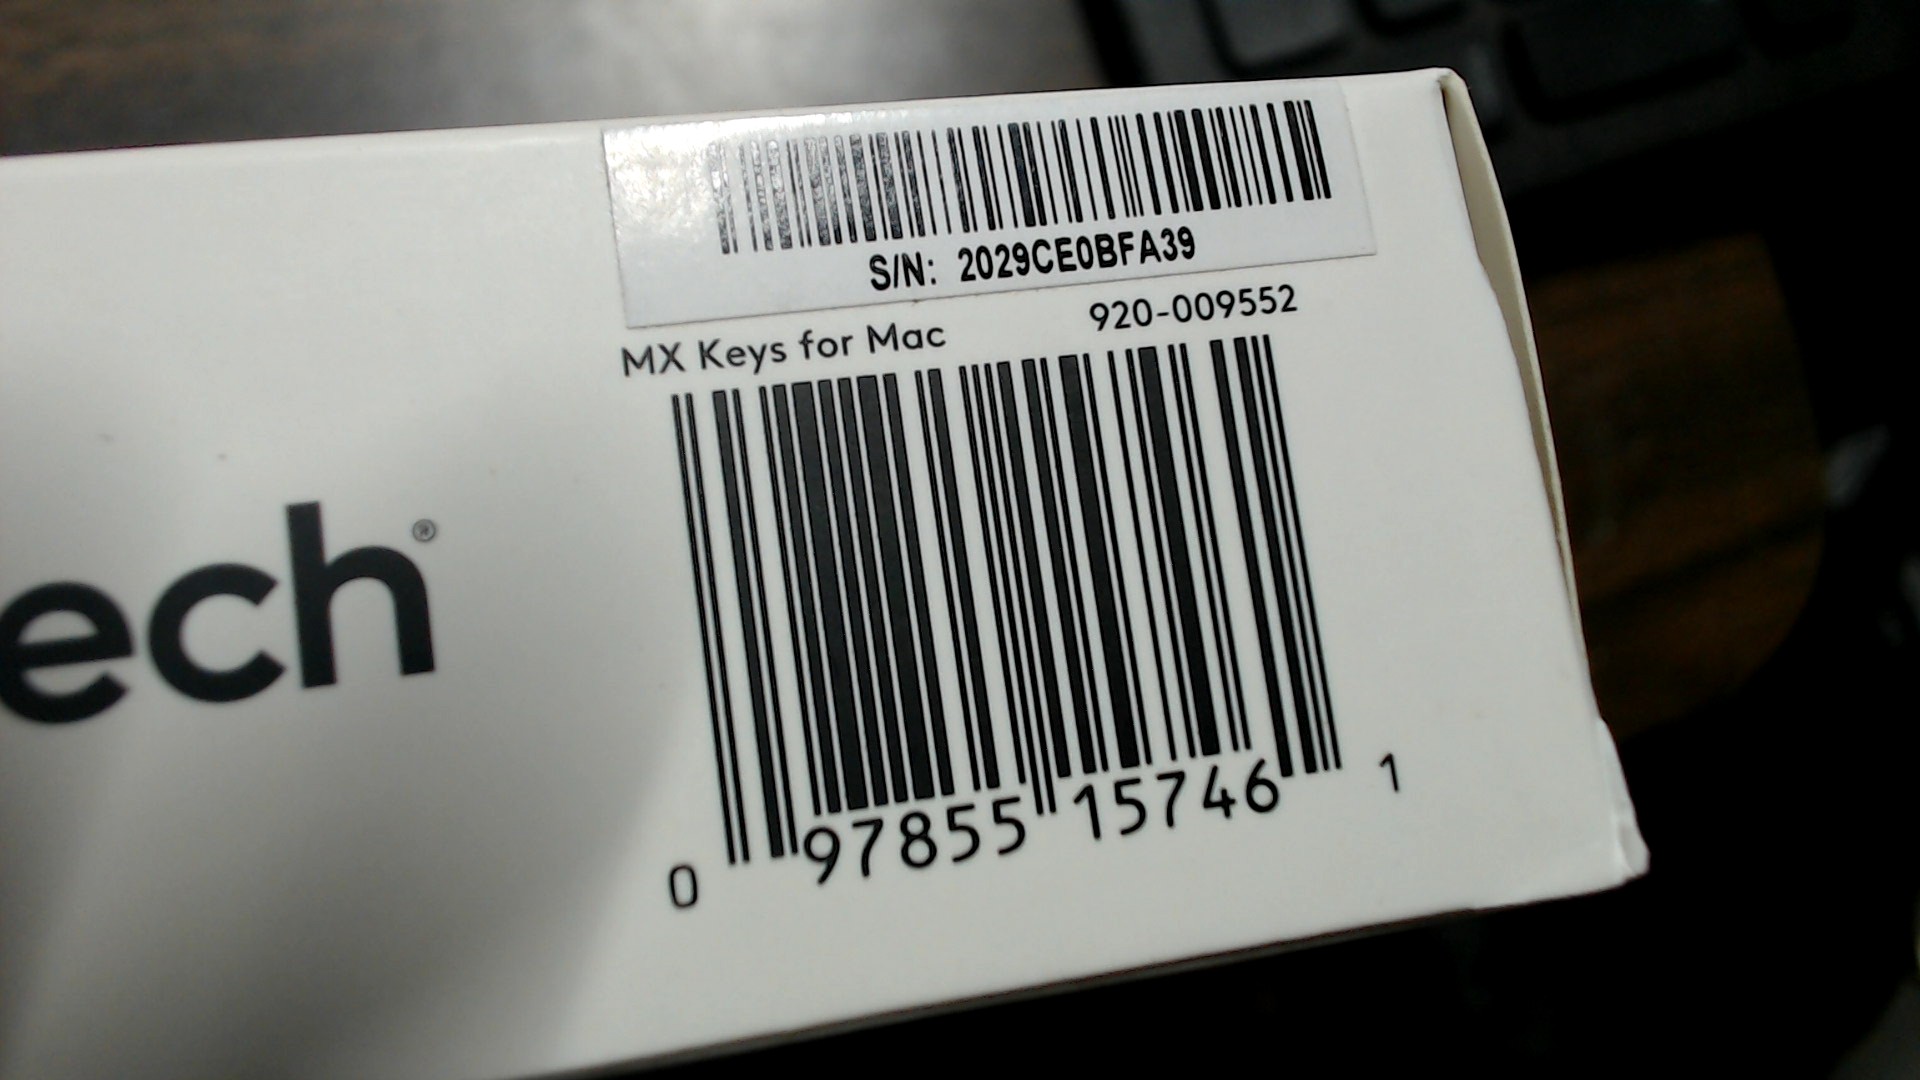 S/N: 2029CE0BFA39
MX Keys for Mac 920-009552
ech®
0 97855 15746 1